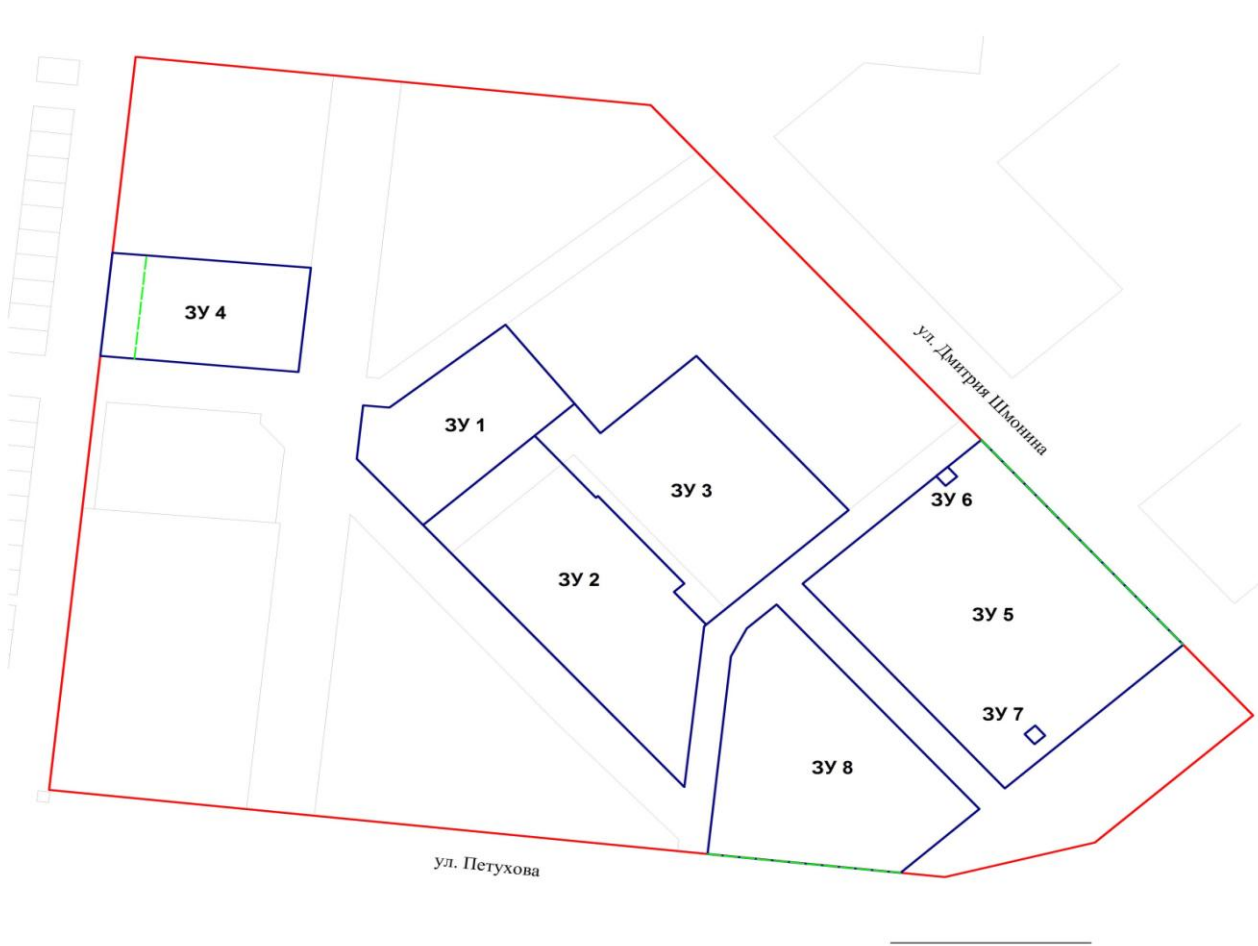 ЗУ 4
ул. Дмитрия Шмонина
ЗУ 1
ЗУ 3
ЗУ 6
ЗУ 2
ЗУ 5
ЗУ 7
ЗУ 8
ул. Петухова